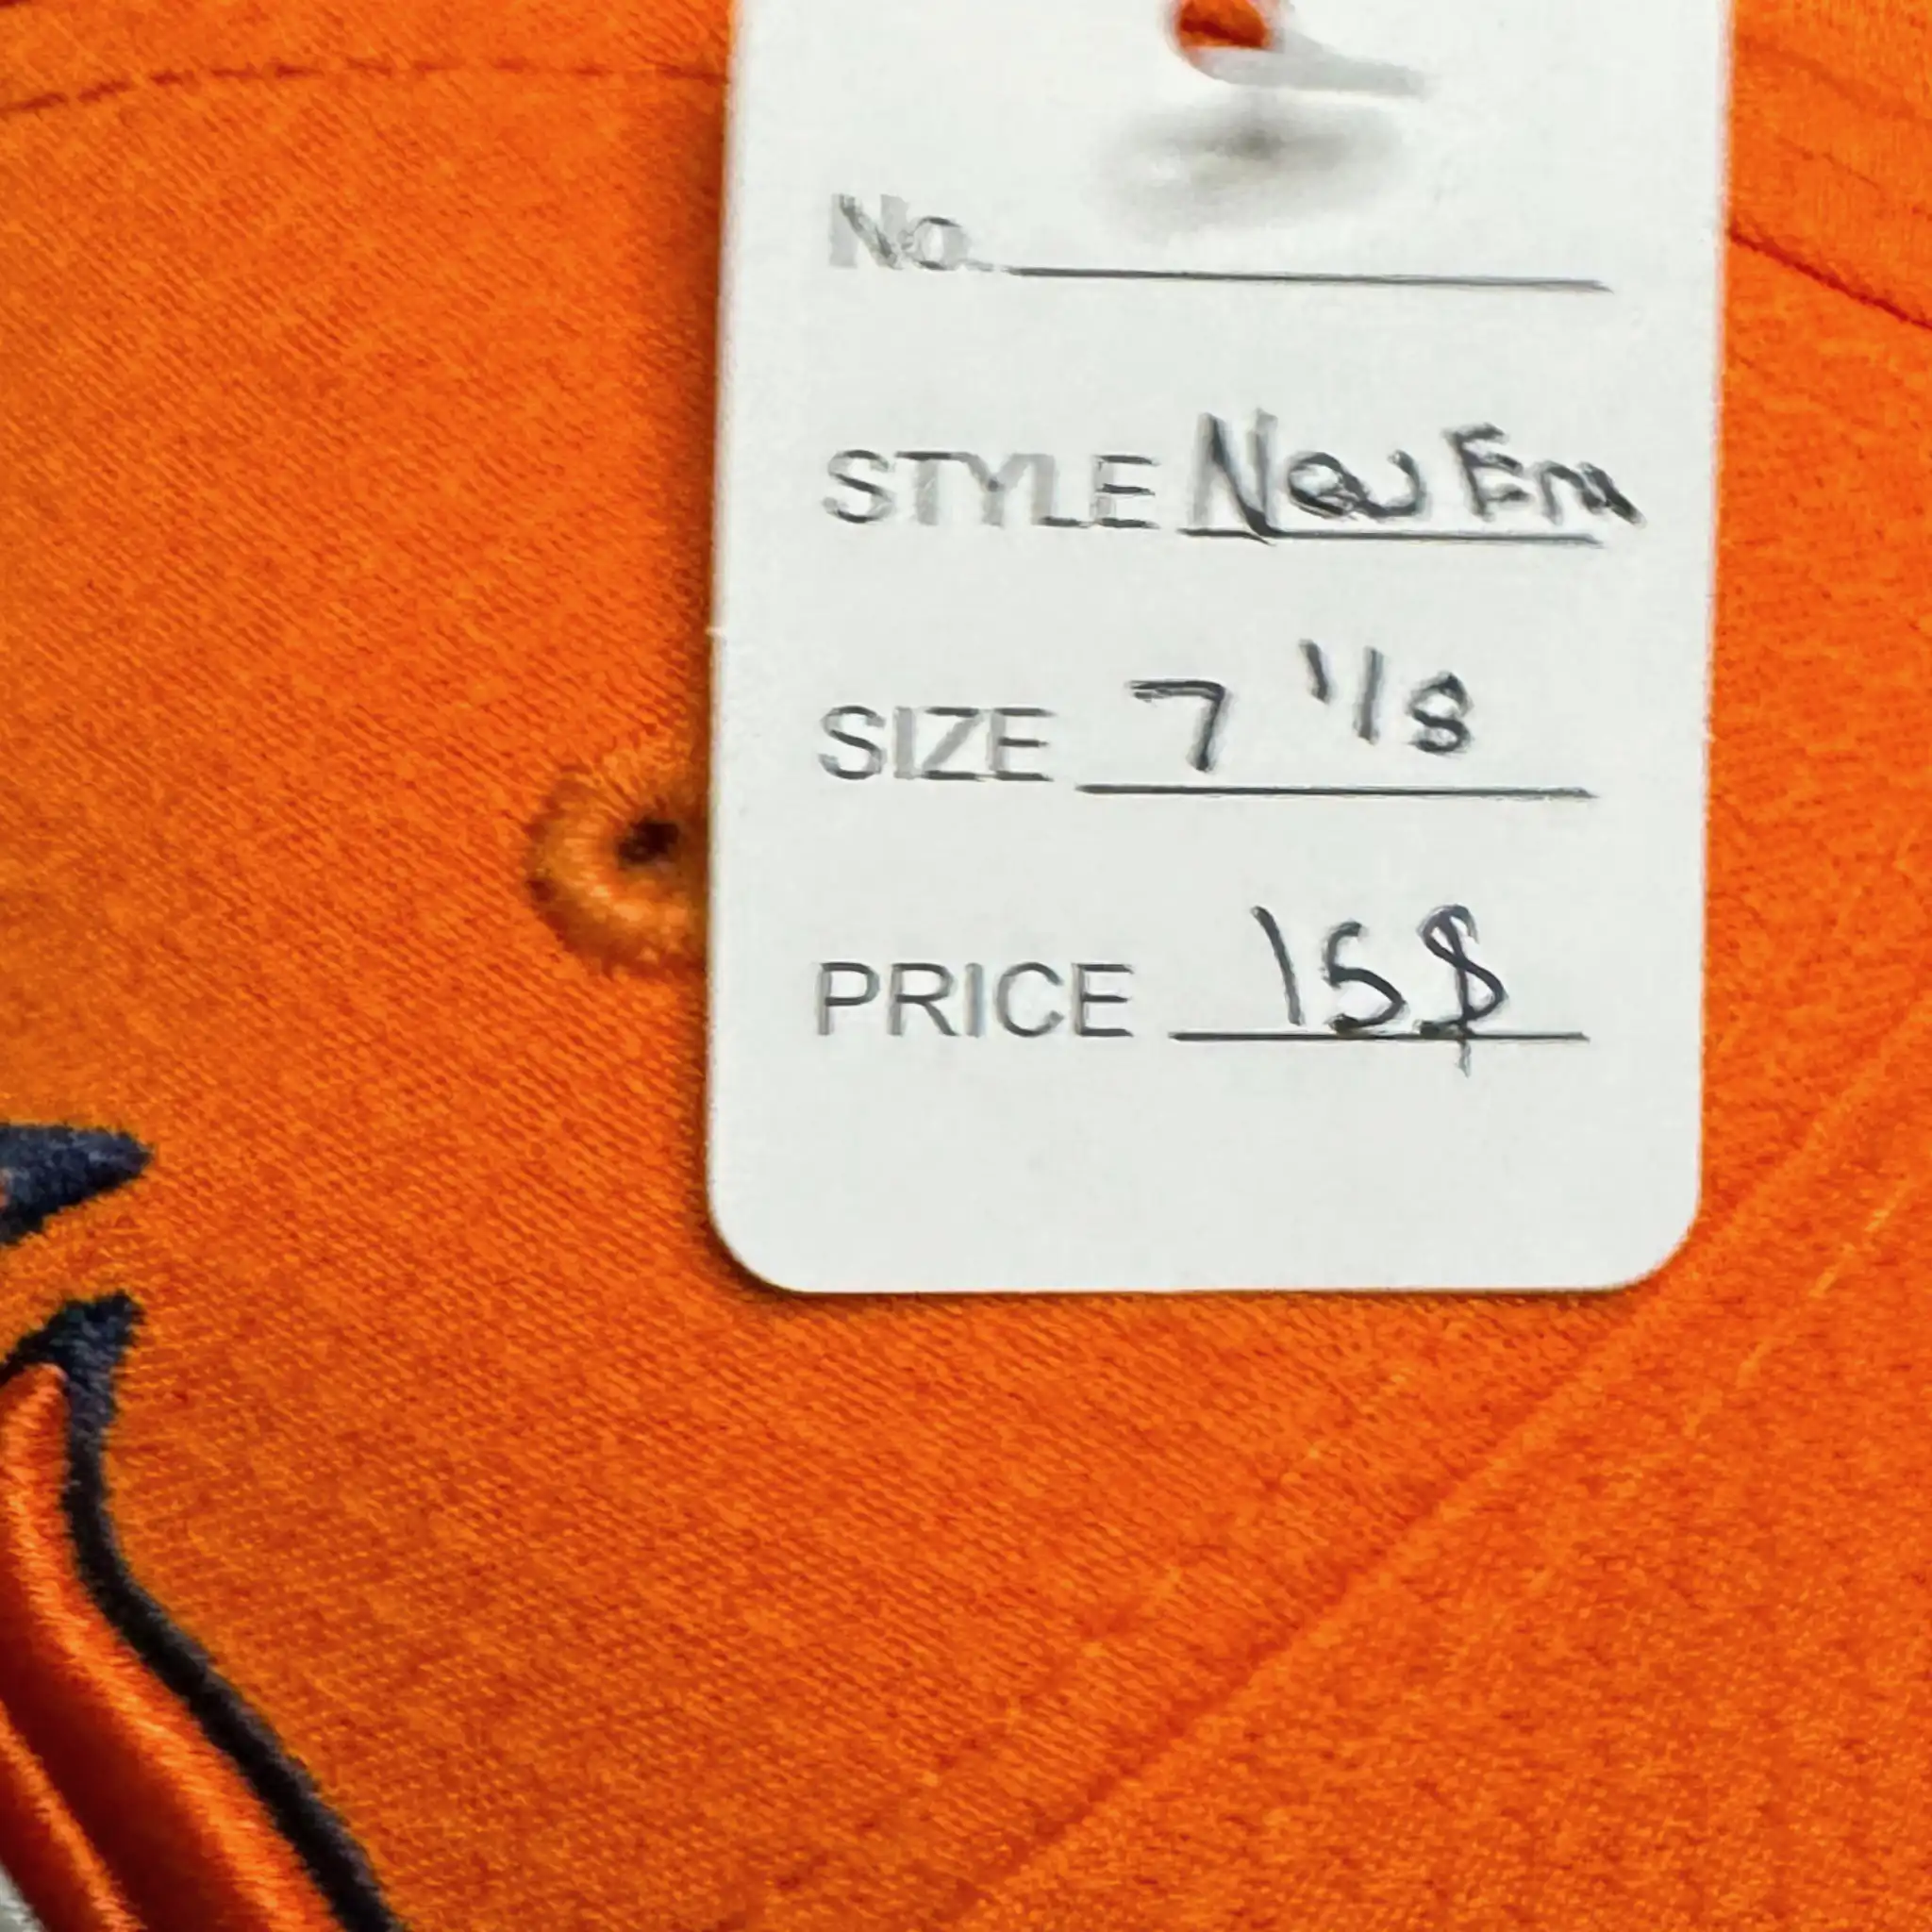 No.
STYLE New Era
SIZE 7 1/8
PRICE 15$